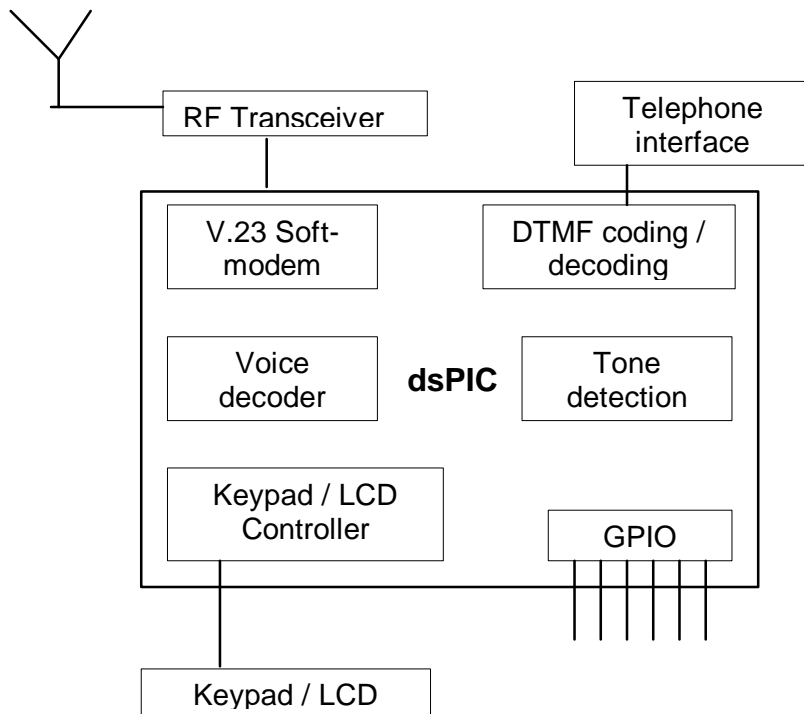 RF Transceiver
Telephone
interface
V.23 Soft-
modem
DTMF coding /
decoding
Voice
decoder
dsPIC
Tone
detection
Keypad / LCD
Controller
GPIO
Keypad / LCD